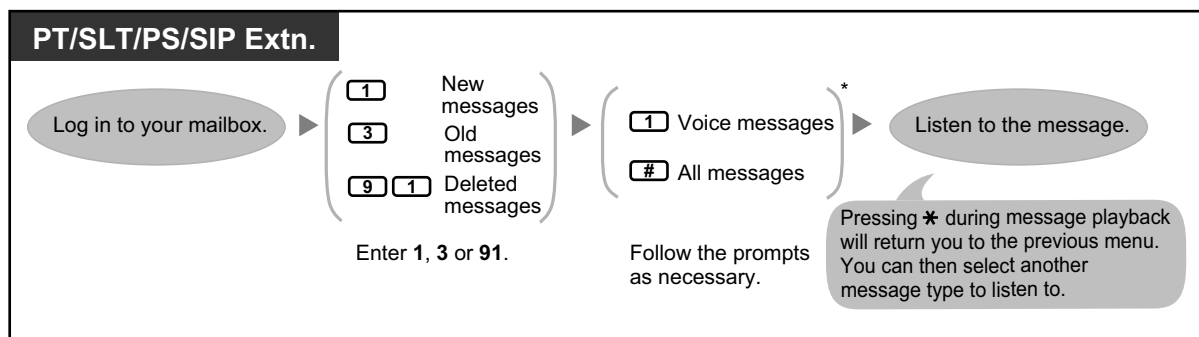 PT/SLT/PS/SIP Extn.
Log in to your mailbox.
1 New
messages
3 Old
messages
9 1 Deleted
messages
Enter 1, 3 or 91.
*
1 Voice messages
# All messages
Follow the prompts
as necessary.
Listen to the message.
Pressing * during message playback
will return you to the previous menu.
You can then select another
message type to listen to.